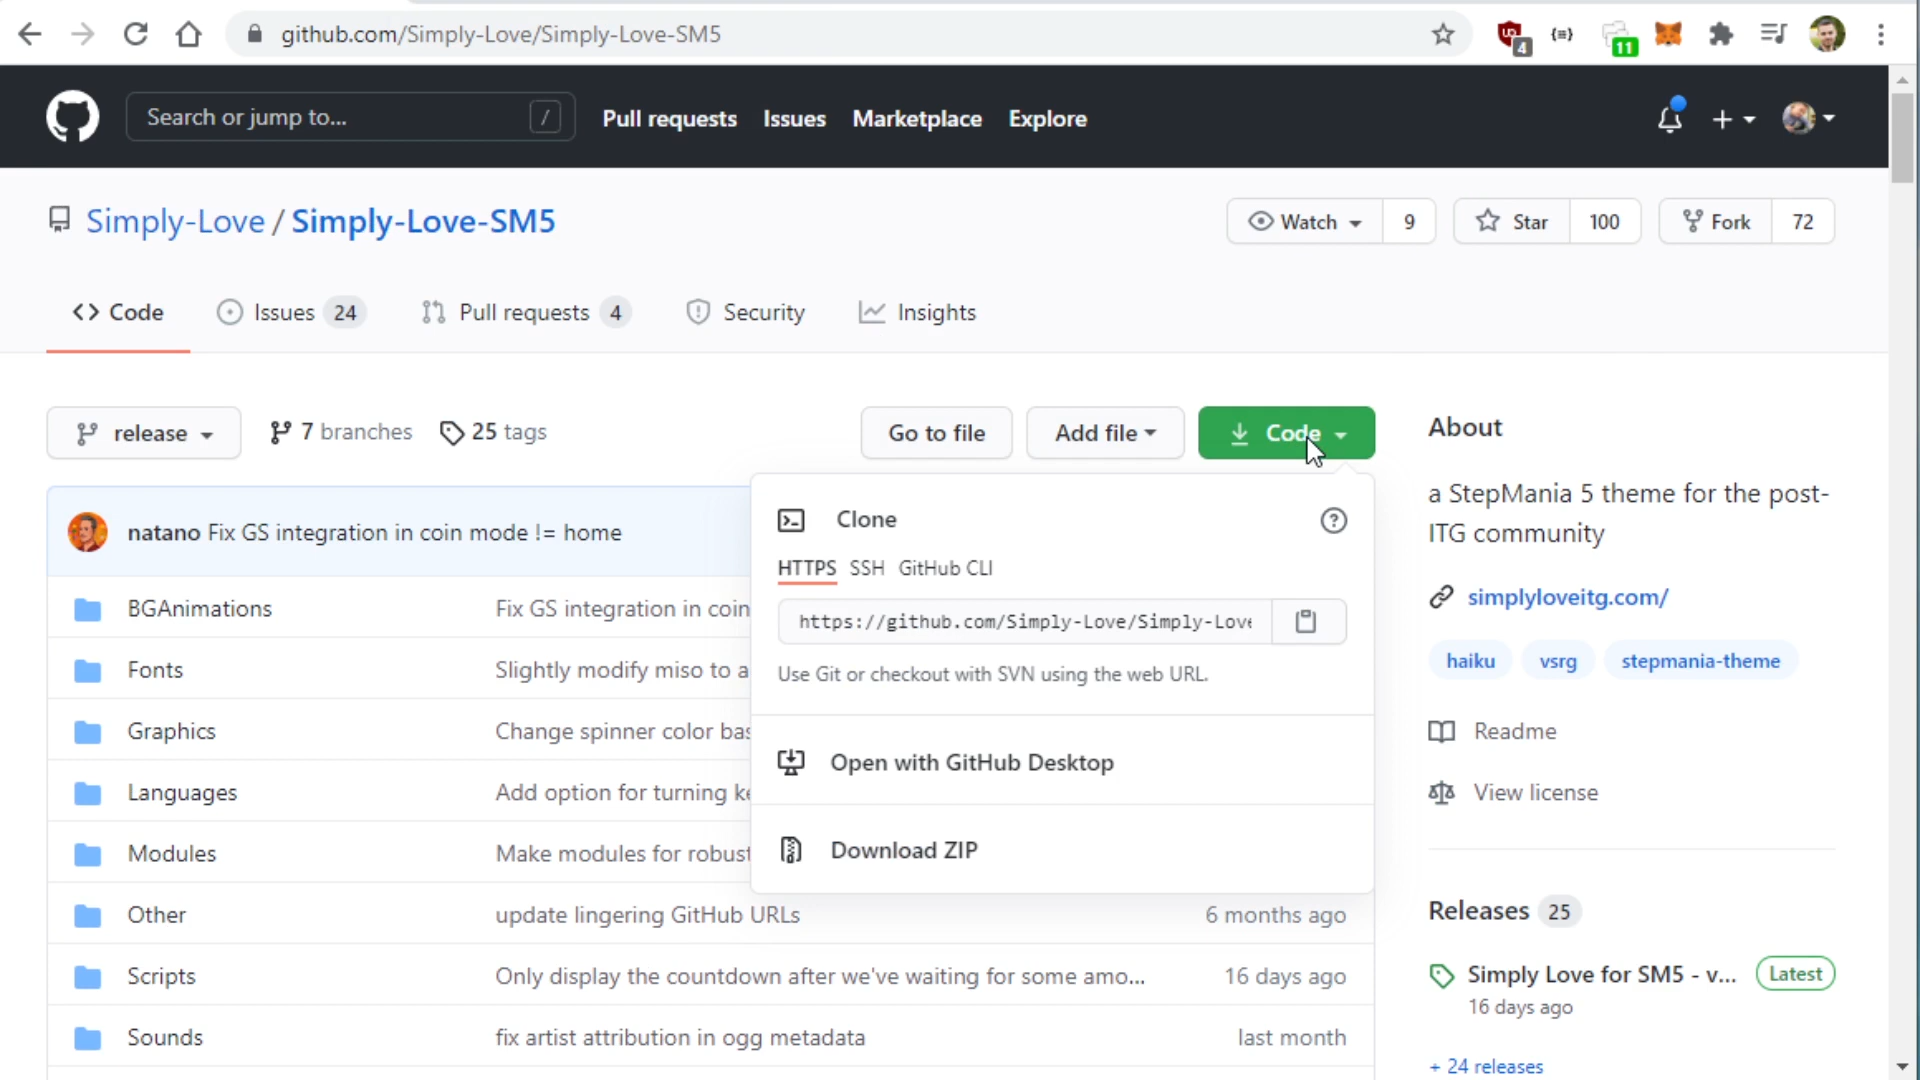 github.com/Simply-Love/Simply-Love-SM5
4
11
Search or jump to... /
Pull requests Issues Marketplace Explore
Simply-Love / Simply-Love-SM5
Watch 9
Star 100
Fork 72
Code
Issues 24
Pull requests 4
Security
Insights
release
7 branches
25 tags
Go to file
Add file
Code
natano Fix GS integration in coin mode != home
BGAnimations Fix GS integration in coin
Fonts Slightly modify miso to a
Graphics Change spinner color bas
Languages Add option for turning ke
Modules Make modules for robust
Other update lingering GitHub URLs 6 months ago
Scripts Only display the countdown after we've waiting for some amo... 16 days ago
Sounds fix artist attribution in ogg metadata last month
Clone
HTTPS SSH GitHub CLI
https://github.com/Simply-Love/Simply-Love
Use Git or checkout with SVN using the web URL.
Open with GitHub Desktop
Download ZIP
About
a StepMania 5 theme for the post-
ITG community
simplyloveitg.com/
haiku vsrg stepmania-theme
Readme
View license
Releases 25
Simply Love for SM5 - v... Latest
16 days ago
+ 24 releases